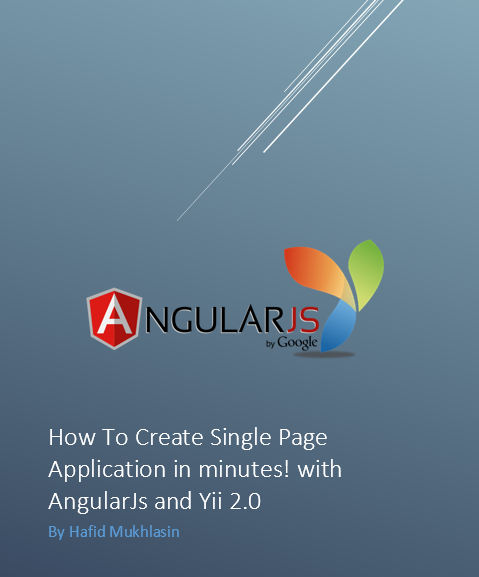 ANGULARJS
by Google
How To Create Single Page
Application in minutes! with
AngularJs and Yii 2.0
By Hafid Mukhlasin